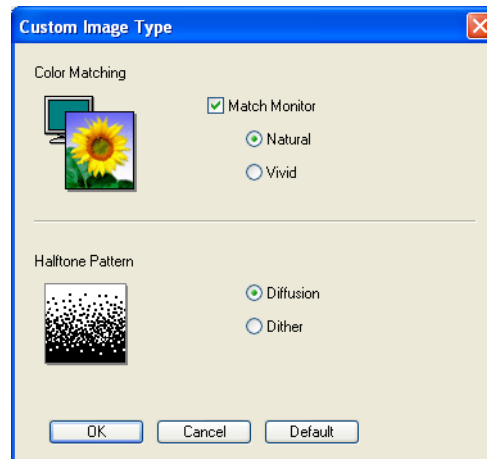 Custom Image Type
Color Matching
Match Monitor
Natural
Vivid
Halftone Pattern
Diffusion
Dither
OK Cancel Default